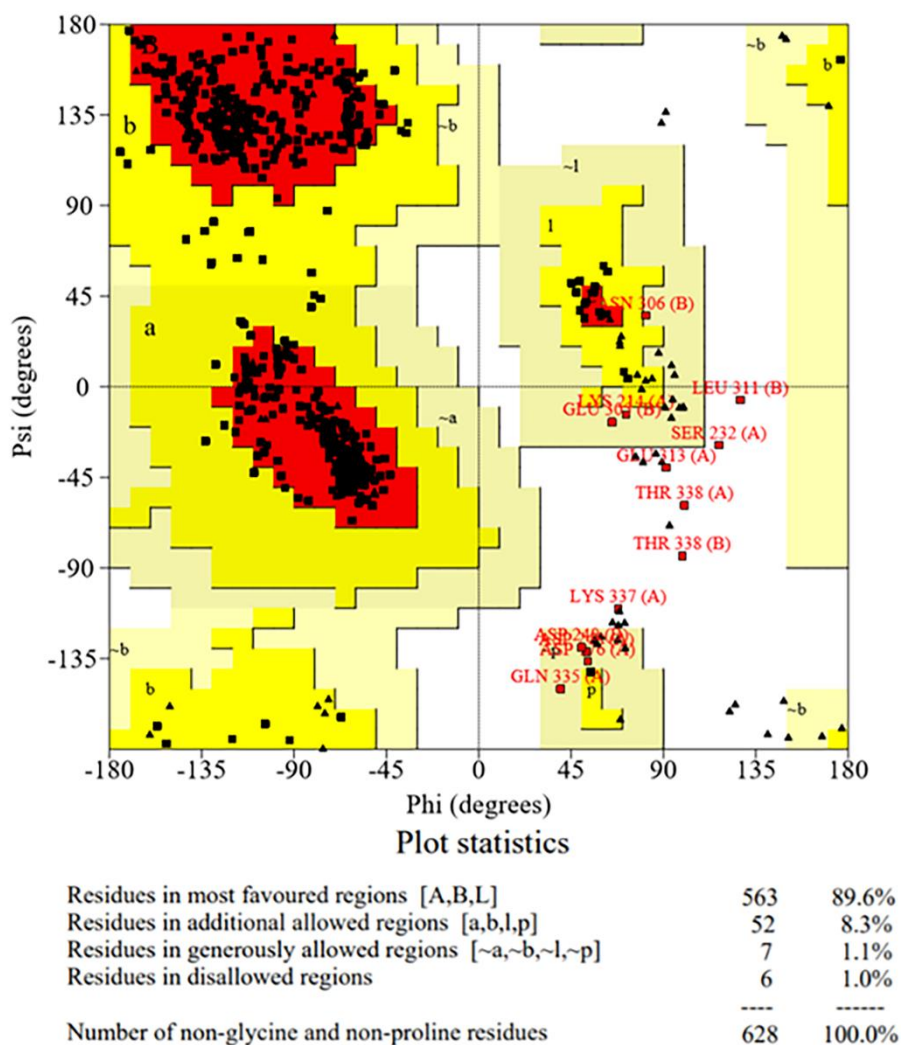 180
B
~b
b
135
b
~b
90
~l
l
45
ASN 306 (B)
a
0
LEU 311 (B)
LYS 211 (A)
~a
SER 232 (A)
-45
313 (A)
THR 338 (A)
THR 338 (B)
-90
LYS 337 (A)
-135
~b
GLN 335 (A)
b
p
~b
-180 -135 -90 -45 0 45 90 135 180
Psi (degrees)
Phi (degrees)
Plot statistics
Residues in most favoured regions [A,B,L] 563 89.6%
Residues in additional allowed regions [a,b,l,p] 52 8.3%
Residues in generously allowed regions [~a,~b,~l,~p] 7 1.1%
Residues in disallowed regions 6 1.0%
---- ------
Number of non-glycine and non-proline residues 628 100.0%